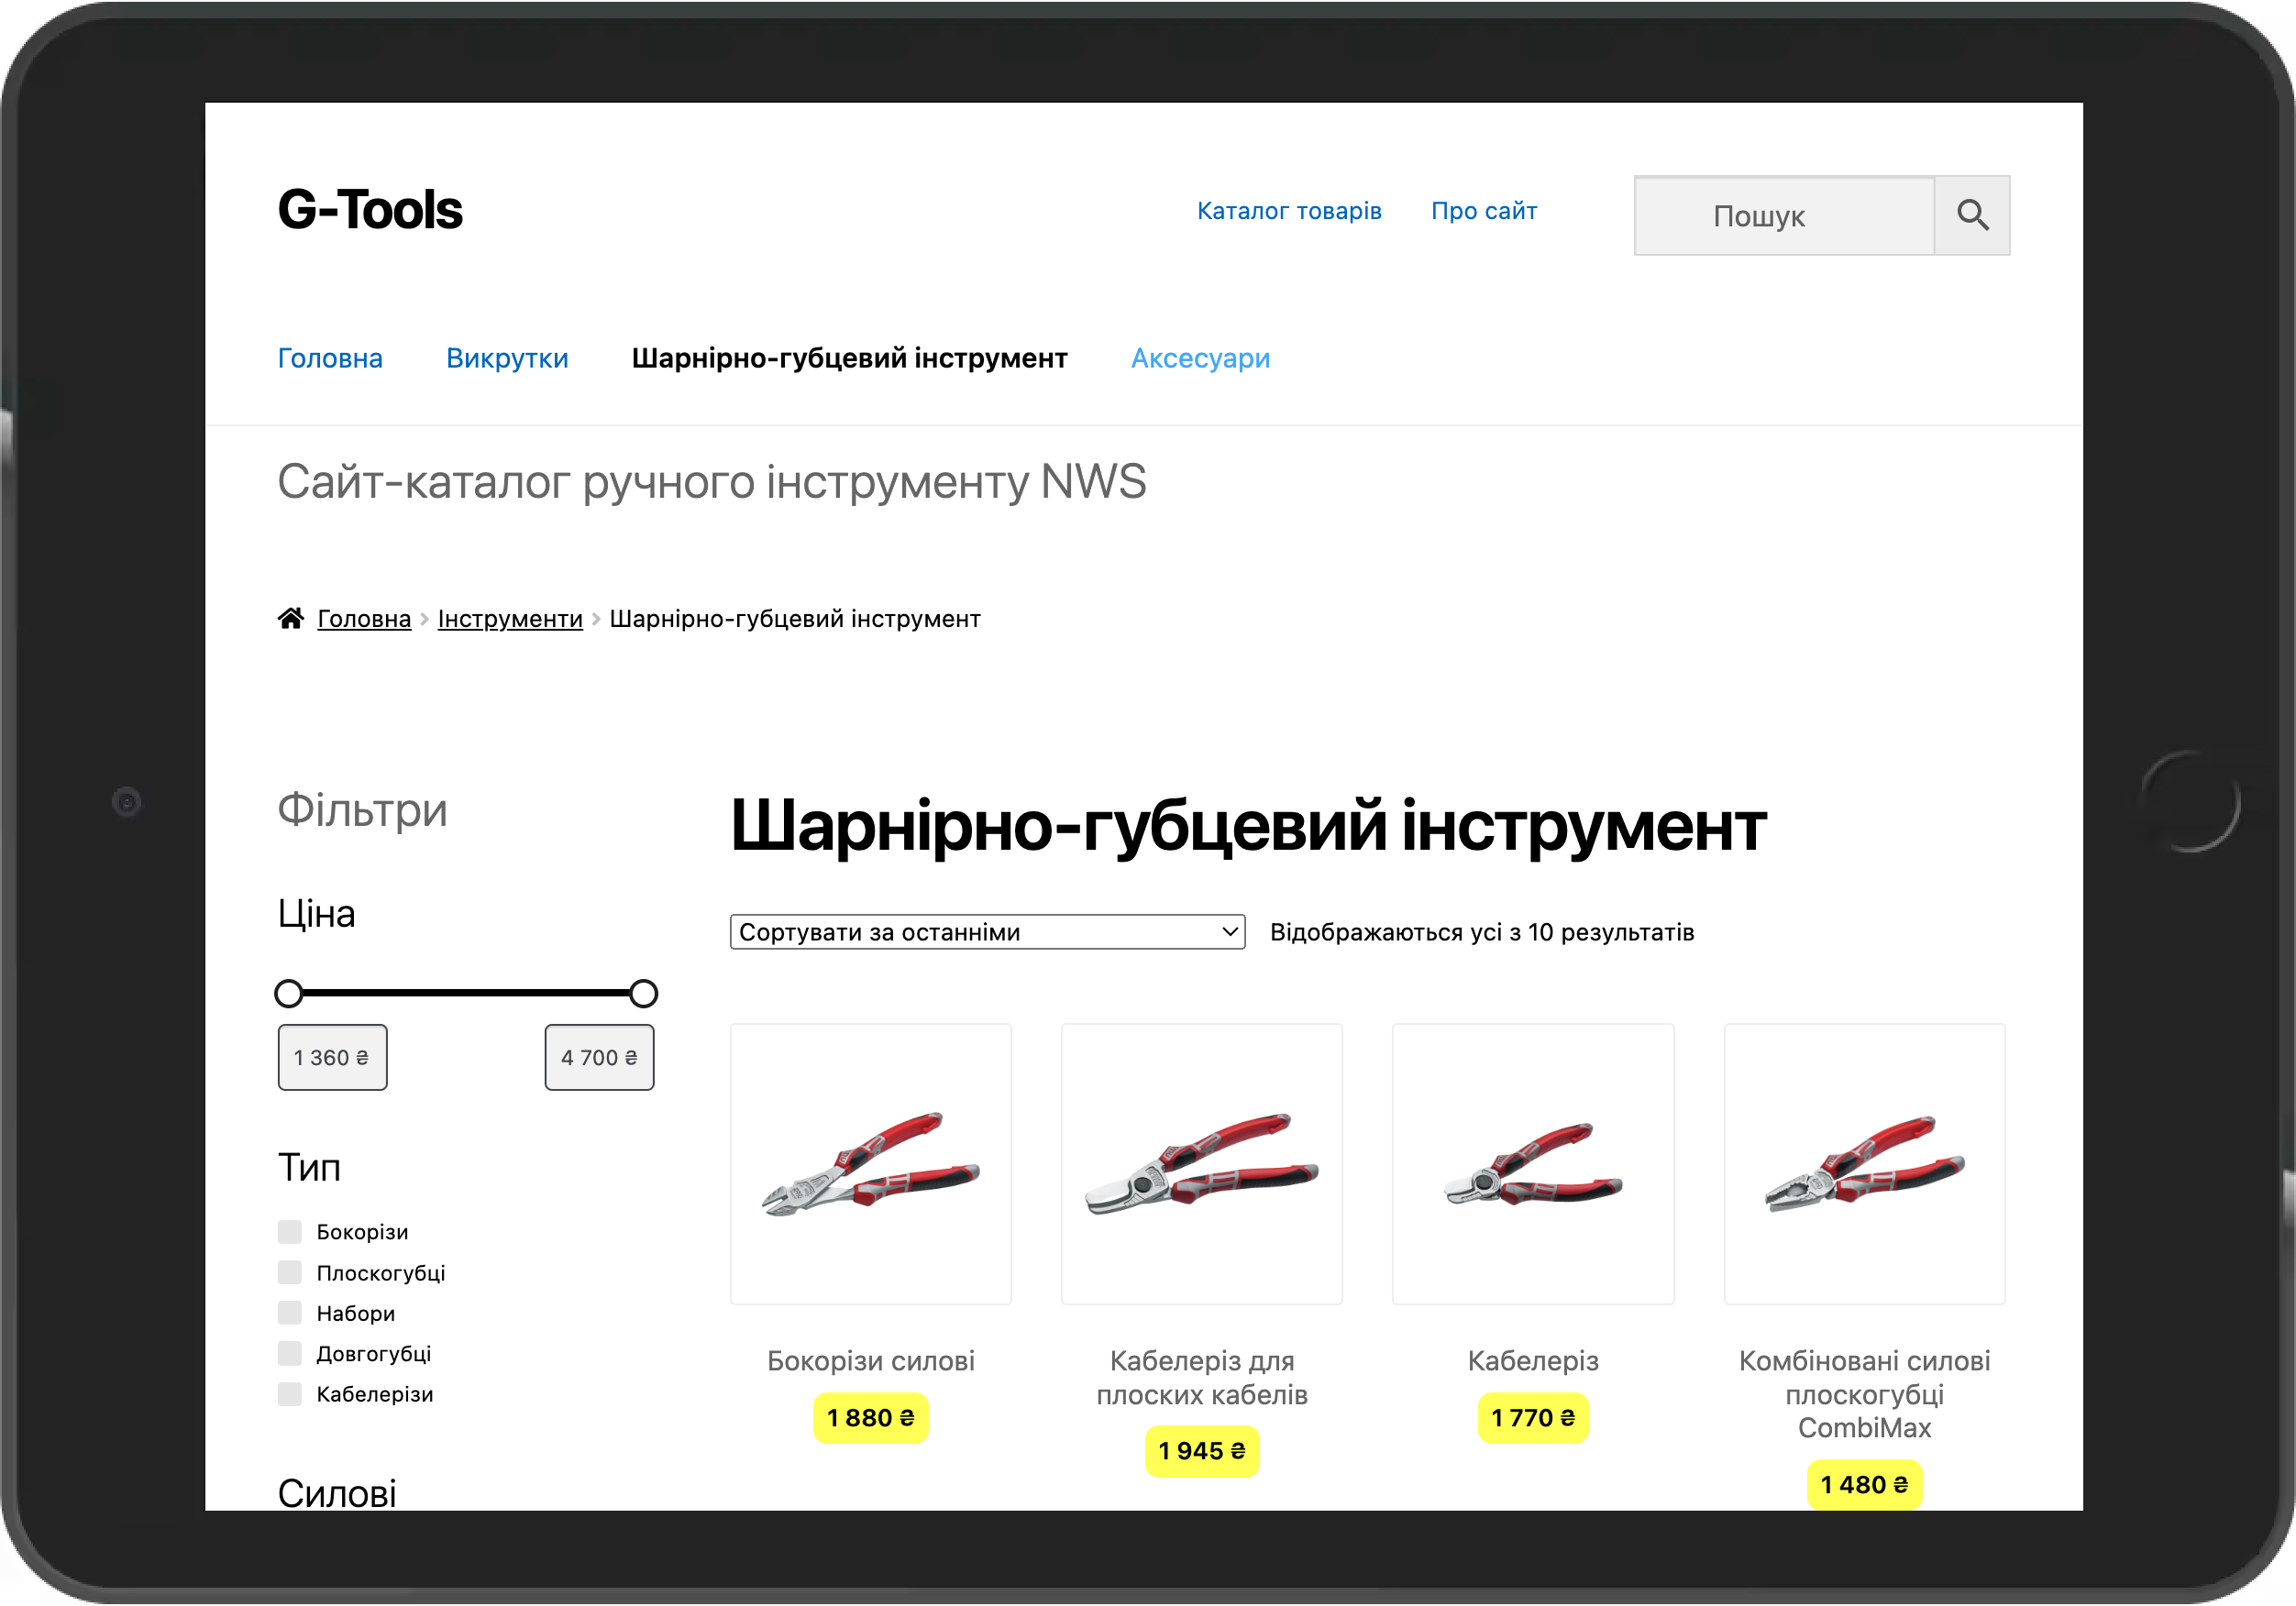 G-Tools
Каталог товарів
Про сайт
Пошук
Головна
Викрутки
Шарнірно-губцевий інструмент
Аксесуари
Сайт-каталог ручного інструменту NWS
Головна
Інструменти
Шарнірно-губцевий інструмент
Фільтри
Ціна
1 360 ₴
4 700 ₴
Тип
Бокорізи
Плоскогубці
Набори
Довгогубці
Кабелерізи
Силові
Шарнірно-губцевий інструмент
Сортувати за останніми
Відображаються усі з 10 результатів
Бокорізи силові
1 880 ₴
Кабелеріз для
плоских кабелів
1 945 ₴
Кабелеріз
1 770 ₴
Комбіновані силові
плоскогубці
CombiMax
1 480 ₴